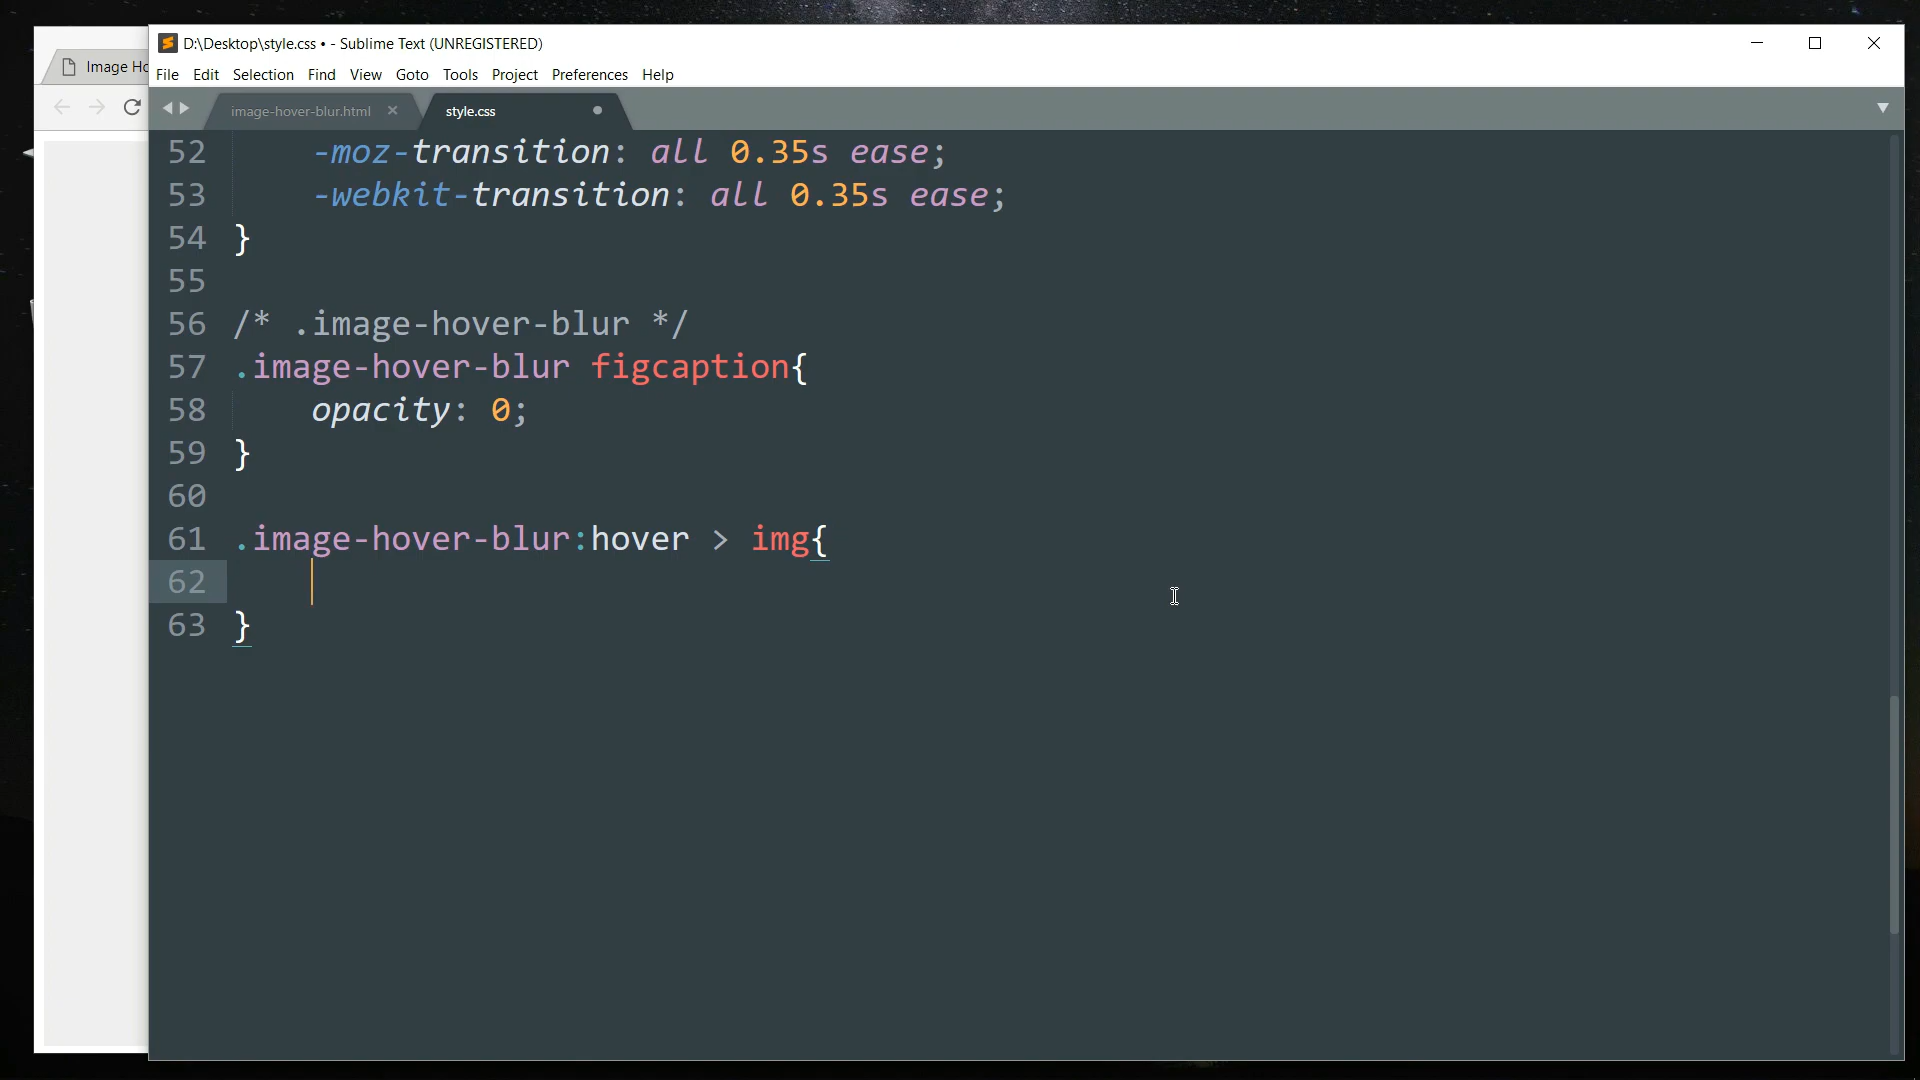 D:\Desktop\style.css • - Sublime Text (UNREGISTERED)
Image Ho
File Edit Selection Find View Goto Tools Project Preferences Help
image-hover-blur.html style.css
52 -moz-transition: all 0.35s ease;
53 -webkit-transition: all 0.35s ease;
54 }
55
56 /* .image-hover-blur */
57 .image-hover-blur figcaption{
58 opacity: 0;
59 }
60
61 .image-hover-blur:hover > img{
62
63 }